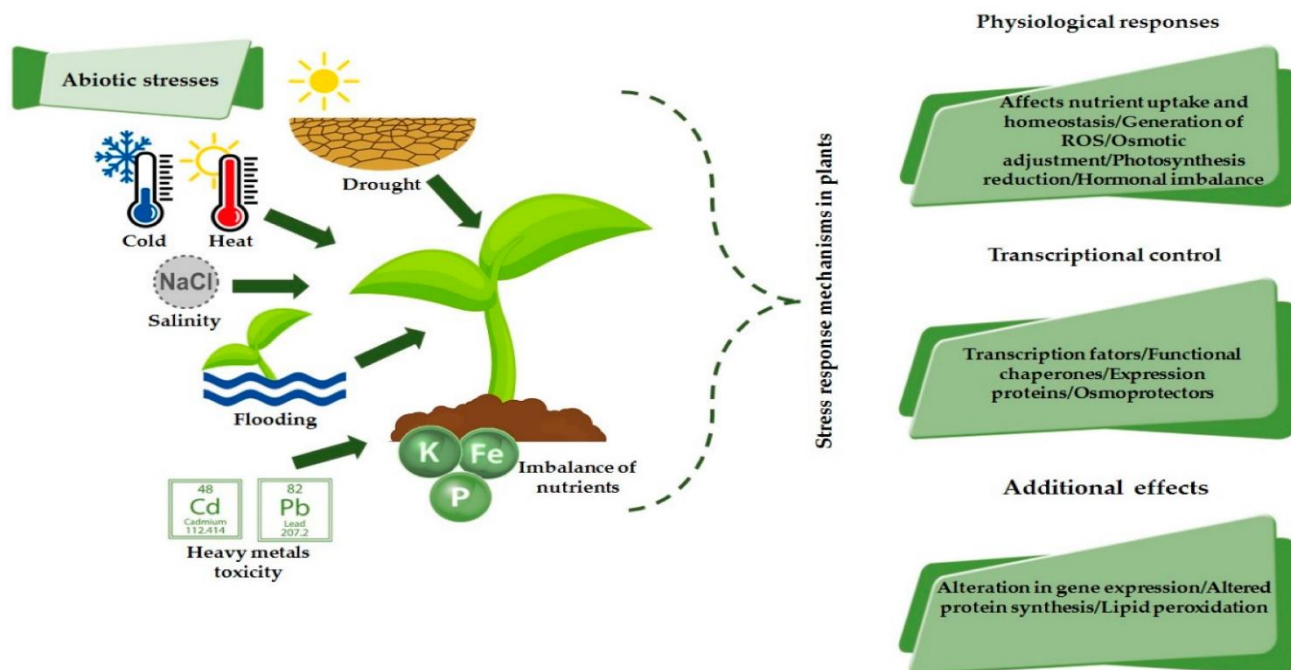 Abiotic stresses
Drought
Cold
Heat
NaCl
Salinity
Flooding
48
Cd
Cadmium
112.414
82
Pb
Lead
207.2
Heavy metals
toxicity
K
Fe
P
Imbalance of
nutrients
Stress response mechanisms in plants
Physiological responses
Affects nutrient uptake and
homeostasis/Generation of
ROS/Osmotic
adjustment/Photosynthesis
reduction/Hormonal imbalance
Transcriptional control
Transcription fators/Functional
chaperones/Expression
proteins/Osmoprotectors
Additional effects
Alteration in gene expression/Altered
protein synthesis/Lipid peroxidation